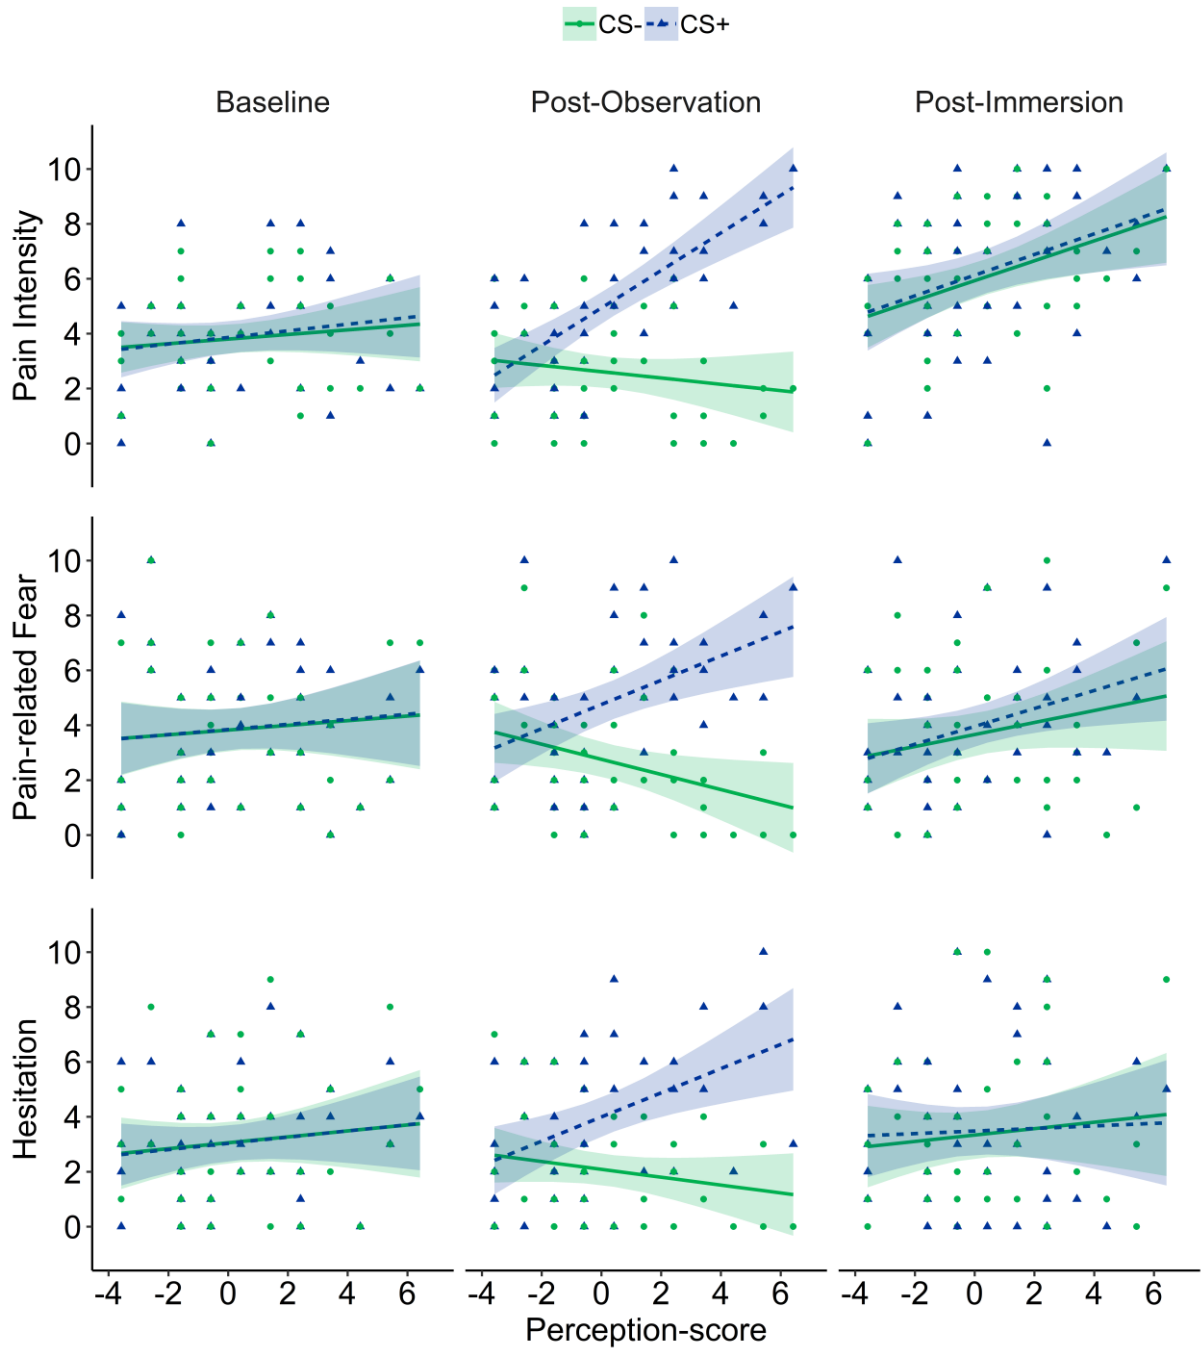 CS- CS+
Baseline Post-Observation Post-Immersion
Pain Intensity
10
8
6
4
2
0
Pain-related Fear
10
8
6
4
2
0
Hesitation
10
8
6
4
2
0
-4 -2 0 2 4 6 -4 -2 0 2 4 6 -4 -2 0 2 4 6
Perception-score